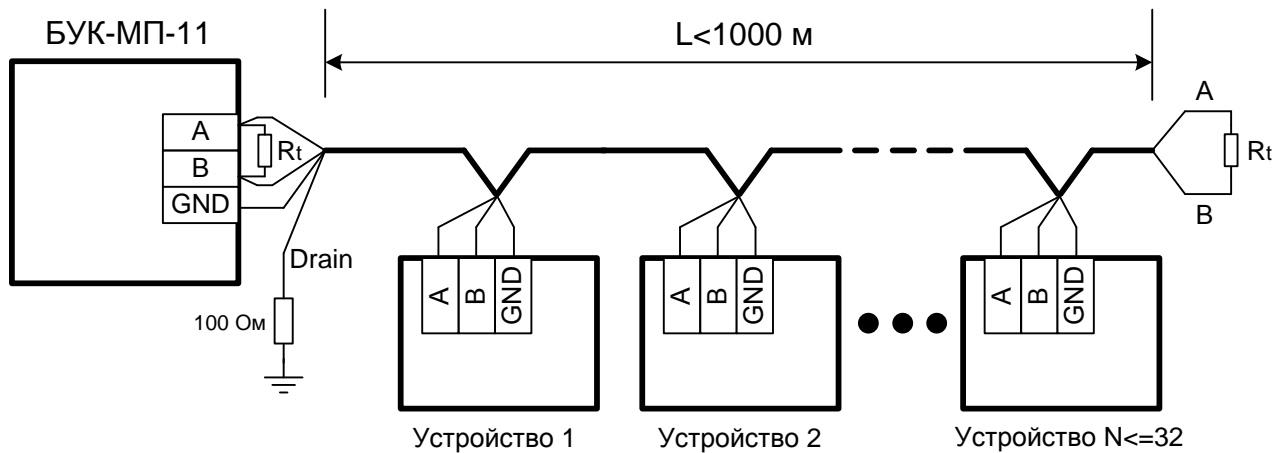 БУК-МП-11
L<1000 м
A
B
GND
Rt
A
Rt
B
Drain
100 Ом
A
B
GND
A
B
GND
A
B
GND
Устройство 1
Устройство 2
Устройство N<=32